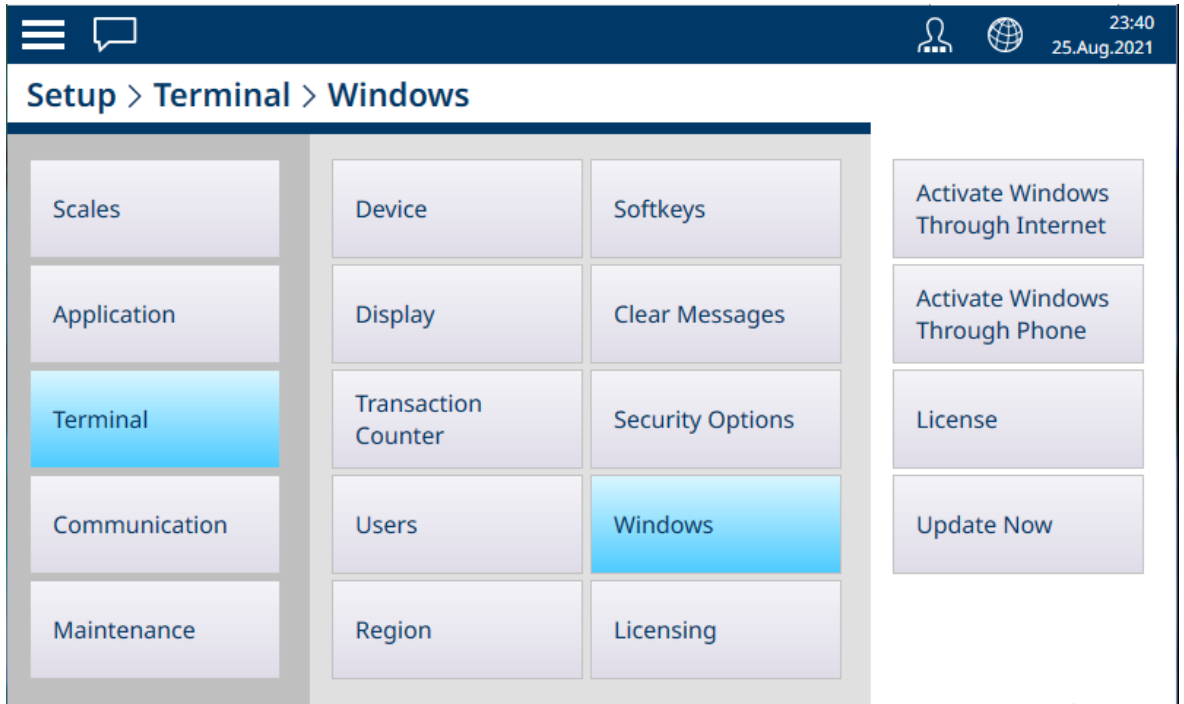 23:40
25.Aug.2021
Setup > Terminal > Windows
Scales
Application
Terminal
Communication
Maintenance
Device
Display
Transaction
Counter
Users
Region
Softkeys
Clear Messages
Security Options
Windows
Licensing
Activate Windows
Through Internet
Activate Windows
Through Phone
License
Update Now